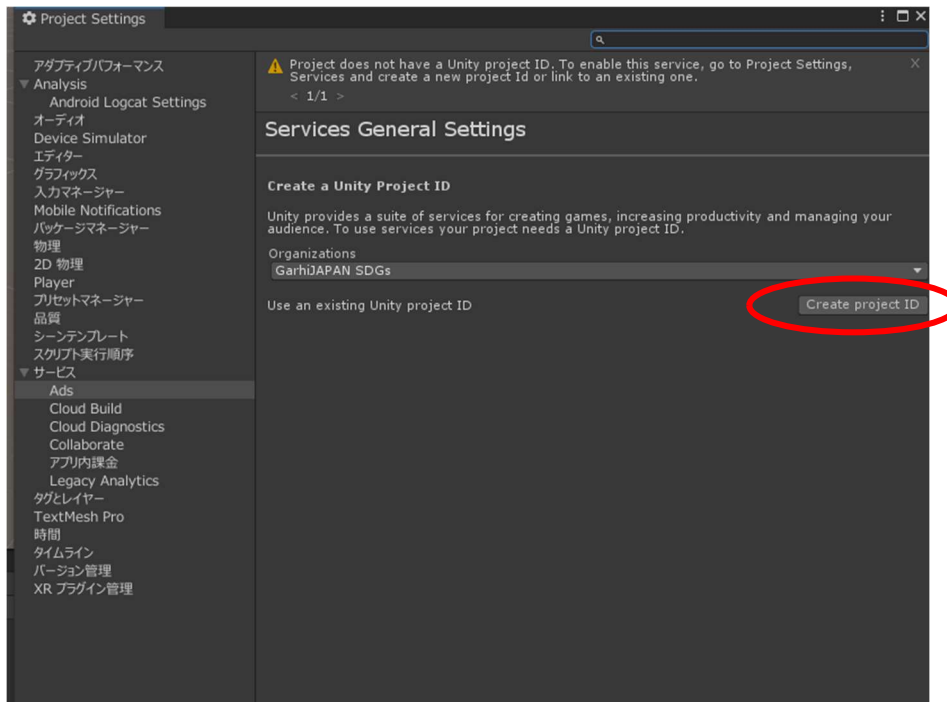 Project Settings
アダプティブパフォーマンス
Analysis
Android Logcat Settings
オーディオ
Device Simulator
エディター
グラフィックス
入力マネージャー
Mobile Notifications
パッケージマネージャー
物理
2D 物理
Player
プリセットマネージャー
品質
シーンテンプレート
スクリプト実行順序
サービス
Ads
Cloud Build
Cloud Diagnostics
Collaborate
アプリ内課金
Legacy Analytics
タグとレイヤー
TextMesh Pro
時間
タイムライン
バージョン管理
XR プラグイン管理
Project does not have a Unity project ID. To enable this service, go to Project Settings,
Services and create a new project Id or link to an existing one.
< 1/1 >
Services General Settings
Create a Unity Project ID
Unity provides a suite of services for creating games, increasing productivity and managing your
audience. To use services your project needs a Unity project ID.
Organizations
GarhiJAPAN SDGs
Use an existing Unity project ID
Create project ID